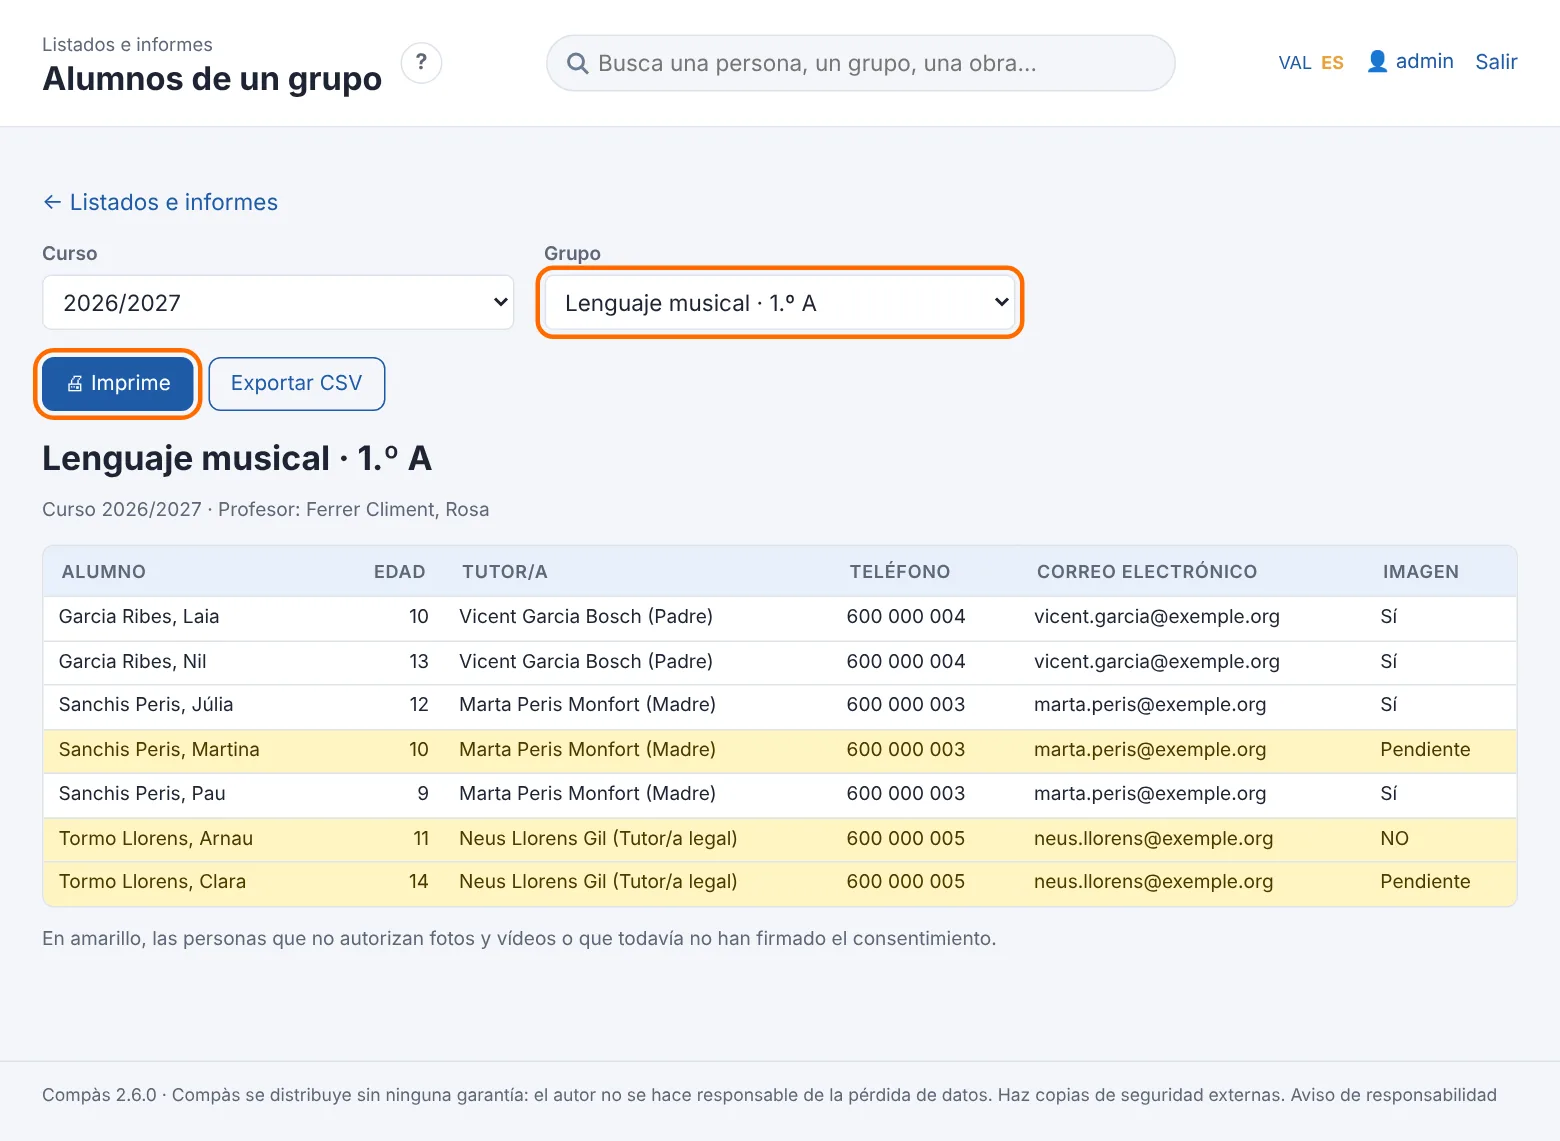 Listados e informes
Alumnos de un grupo
?
Busca una persona, un grupo, una obra...
VAL ES
admin
Salir
← Listados e informes
Curso
Grupo
2026/2027
Lenguaje musical · 1.º A
Imprime
Exportar CSV
Lenguaje musical · 1.º A
Curso 2026/2027 · Profesor: Ferrer Climent, Rosa
ALUMNO EDAD TUTOR/A TELÉFONO CORREO ELECTRÓNICO IMAGEN
Garcia Ribes, Laia 10 Vicent Garcia Bosch (Padre) 600 000 004 vicent.garcia@exemple.org Sí
Garcia Ribes, Nil 13 Vicent Garcia Bosch (Padre) 600 000 004 vicent.garcia@exemple.org Sí
Sanchis Peris, Júlia 12 Marta Peris Monfort (Madre) 600 000 003 marta.peris@exemple.org Sí
Sanchis Peris, Martina 10 Marta Peris Monfort (Madre) 600 000 003 marta.peris@exemple.org Pendiente
Sanchis Peris, Pau 9 Marta Peris Monfort (Madre) 600 000 003 marta.peris@exemple.org Sí
Tormo Llorens, Arnau 11 Neus Llorens Gil (Tutor/a legal) 600 000 005 neus.llorens@exemple.org NO
Tormo Llorens, Clara 14 Neus Llorens Gil (Tutor/a legal) 600 000 005 neus.llorens@exemple.org Pendiente
En amarillo, las personas que no autorizan fotos y vídeos o que todavía no han firmado el consentimiento.
Compàs 2.6.0 · Compàs se distribuye sin ninguna garantía: el autor no se hace responsable de la pérdida de datos. Haz copias de seguridad externas. Aviso de responsabilidad